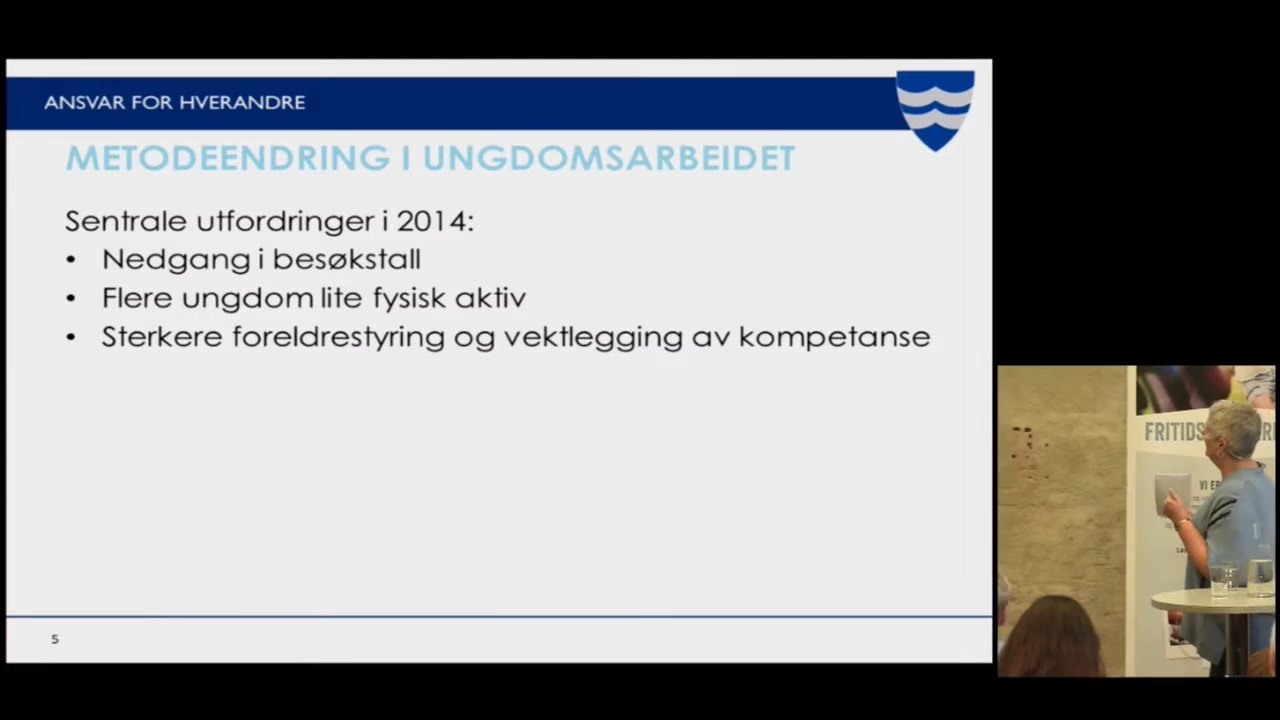 ANSVAR FOR HVERANDRE
METODEENDRING I UNGDOMSARBEIDET
Sentrale utfordringer i 2014:
• Nedgang i besøkstall
• Flere ungdom lite fysisk aktiv
• Sterkere foreldrestyring og vektlegging av kompetanse
5
FRITIDS
VI ER